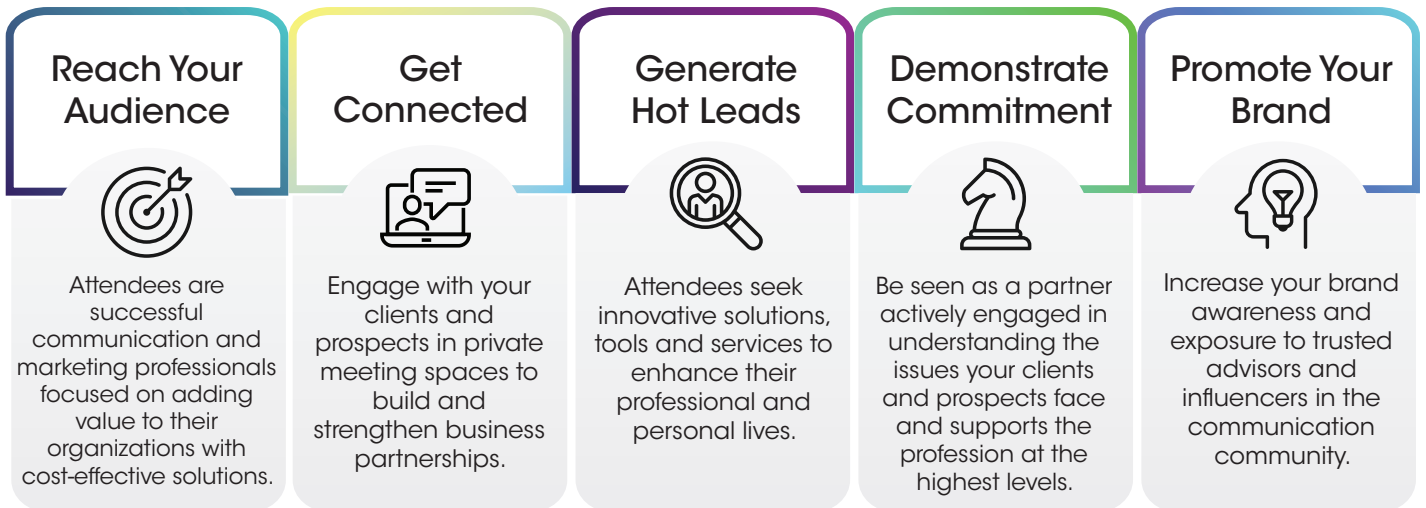 Reach Your
Audience
Attendees are
successful
communication and
marketing professionals
focused on adding
value to their
organizations with
cost-effective solutions.
Get
Connected
Engage with your
clients and
prospects in private
meeting spaces to
build and
strengthen business
partnerships.
Generate
Hot Leads
Attendees seek
innovative solutions,
tools and services to
enhance their
professional and
personal lives.
Demonstrate
Commitment
Be seen as a partner
actively engaged in
understanding the
issues your clients
and prospects face
and supports the
profession at the
highest levels.
Promote Your
Brand
Increase your brand
awareness and
exposure to trusted
advisors and
influencers in the
communication
community.